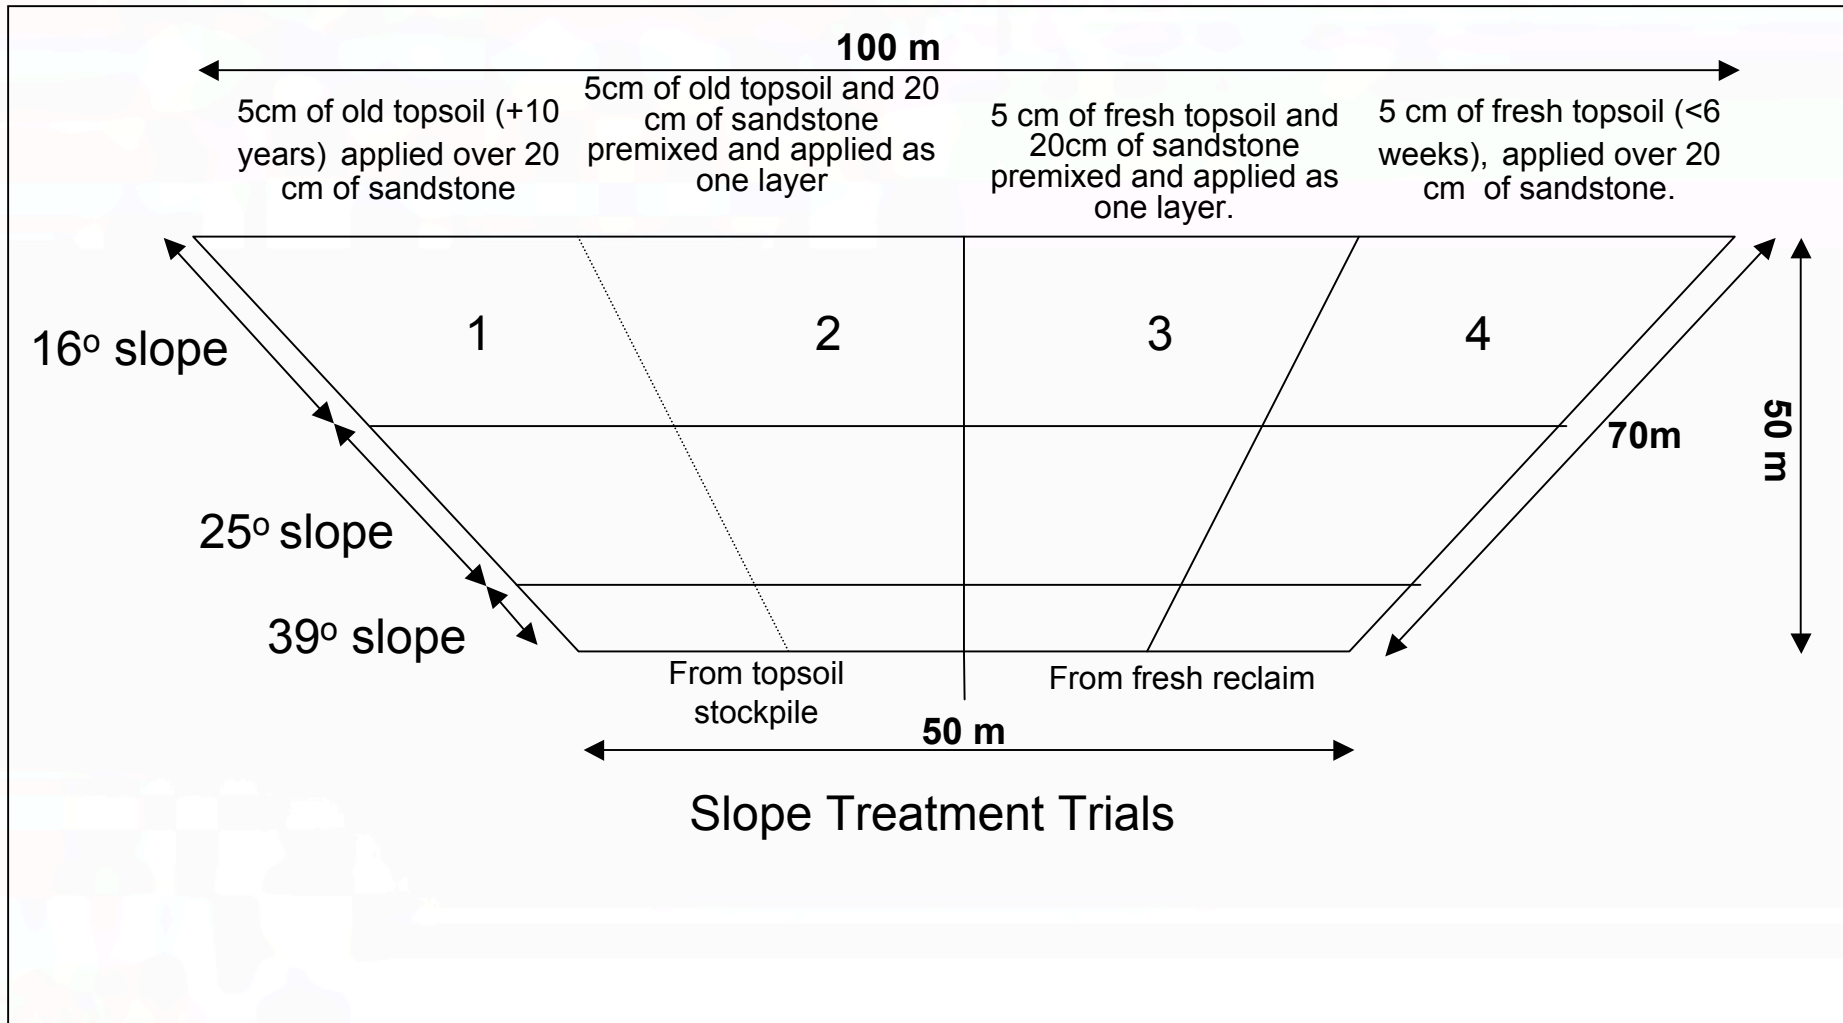 100 m
5cm of old topsoil (+10
years) applied over 20
cm of sandstone
5cm of old topsoil and 20
cm of sandstone
premixed and applied as
one layer
5 cm of fresh topsoil and
20cm of sandstone
premixed and applied as
one layer.
5 cm of fresh topsoil (<6
weeks), applied over 20
cm of sandstone.
1
2
3
4
16º slope
25º slope
39º slope
70m
50 m
From topsoil
stockpile
From fresh reclaim
50 m
Slope Treatment Trials